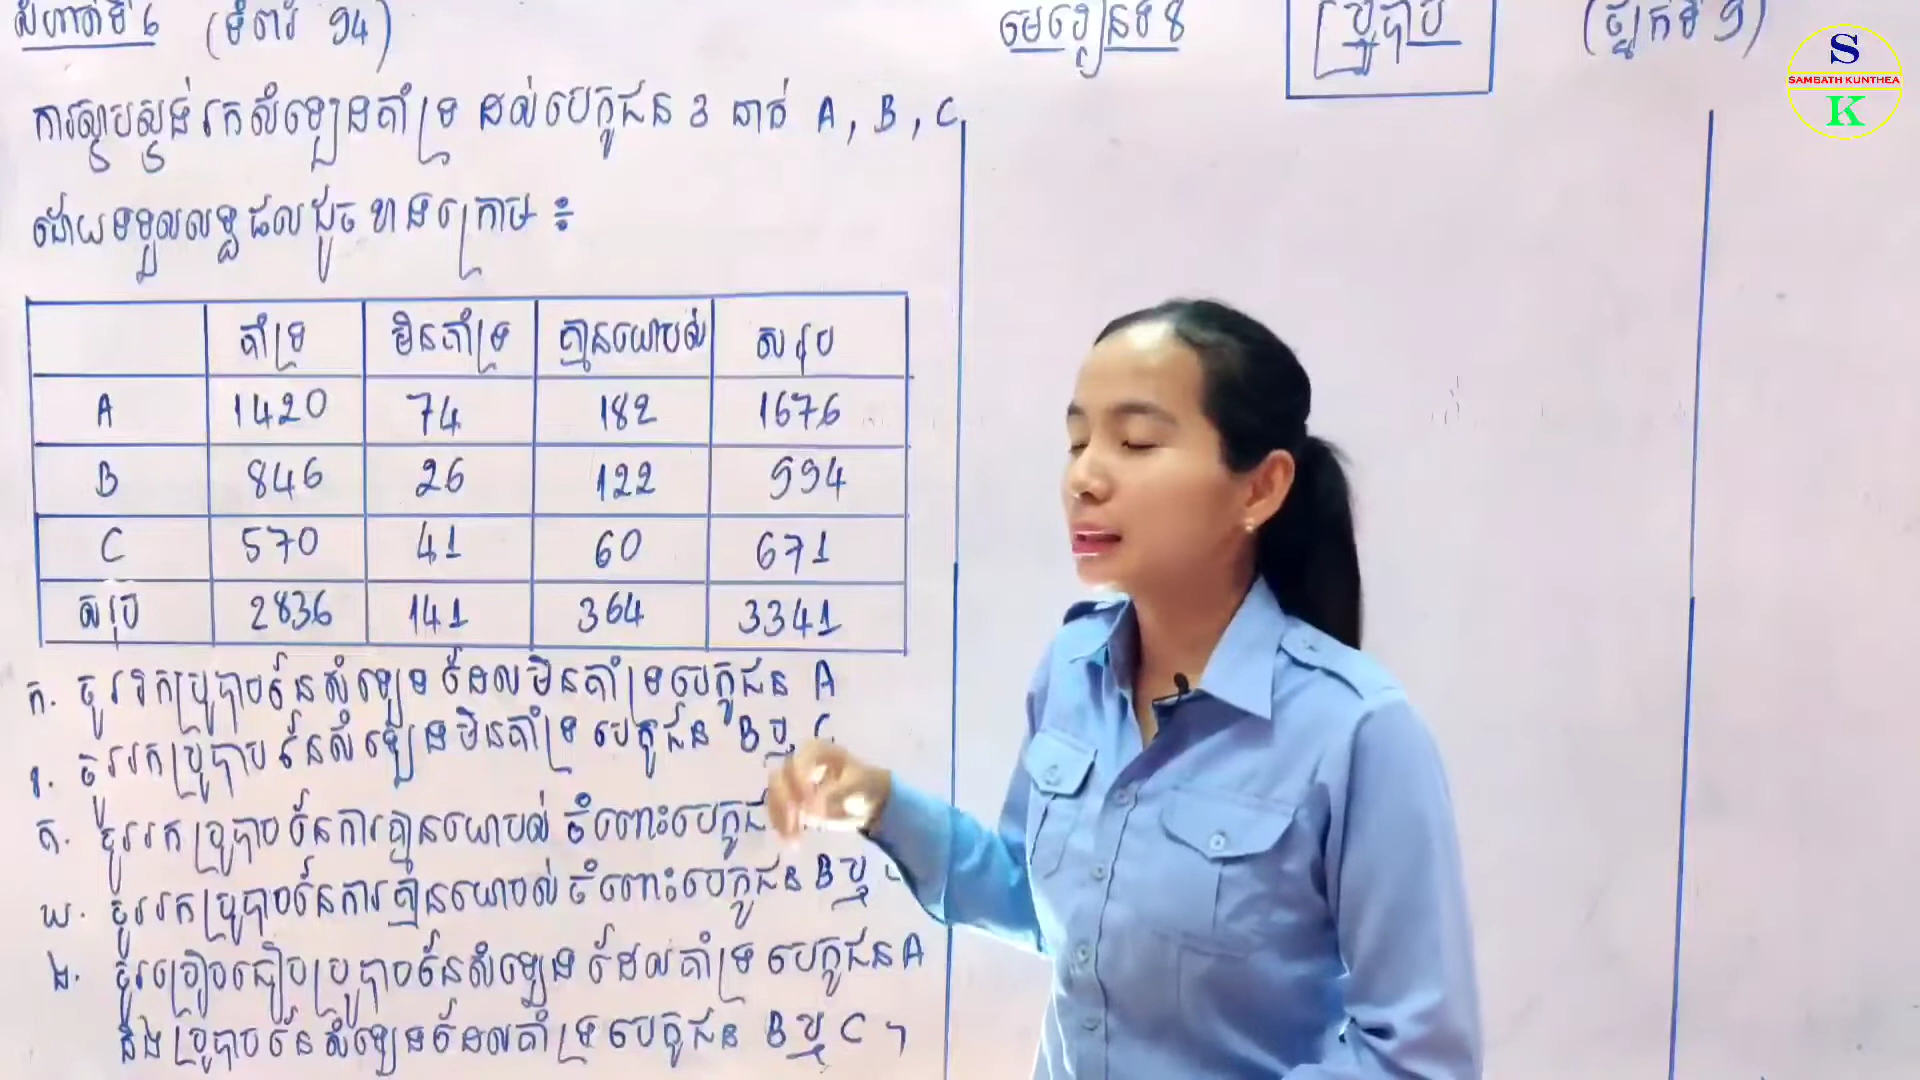 លំហាត់ទី 6 (ទំព័រ 94)
មេរៀនទី 8
ប្រូបាប
(ផ្នែកទី 1)
S
SAMBATH KUNTHEA
K
ការស្ទាបស្ទង់រកសំឡេងគាំទ្រ ដល់បេក្ខជន 3 នាក់ A , B , C
ដោយទទួលលទ្ធផលដូចខាងក្រោម ៖
គាំទ្រ មិនគាំទ្រ គ្មានយោបល់ សរុប
A 1420 74 182 1676
B 846 26 122 994
C 570 41 60 671
សរុប 2836 141 364 3341
ក. ចូររកប្រូបាបនៃសំឡេងដែលមិនគាំទ្របេក្ខជន A
ខ. ចូររកប្រូបាបនៃសំឡេងមិនគាំទ្របេក្ខជន B ឬ C
គ. ចូររកប្រូបាបនៃការគ្មានយោបល់ ចំពោះបេក្ខជ
ឃ. ចូររកប្រូបាបនៃការគ្មានយោបល់ ចំពោះបេក្ខជន B ឬ
ង. ចូរប្រៀបធៀបប្រូបាបនៃសំឡេងដែលគាំទ្របេក្ខជន A
និងប្រូបាបនៃសំឡេងដែលគាំទ្របេក្ខជន B ឬ C ។